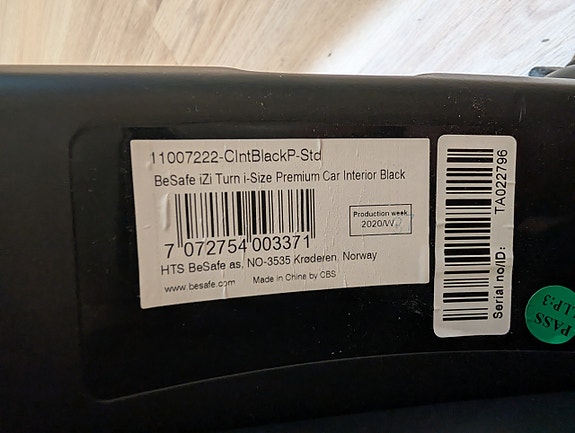 11007222-CIntBlackP-Std
BeSafe iZi Turn i-Size Premium Car Interior Black
Production week
2020/W
7 072754 003371
HTS BeSafe as, NO-3535 Krøderen, Norway
www.besafe.com Made in China by CBS
Serial no/ID: TA022796
PASS